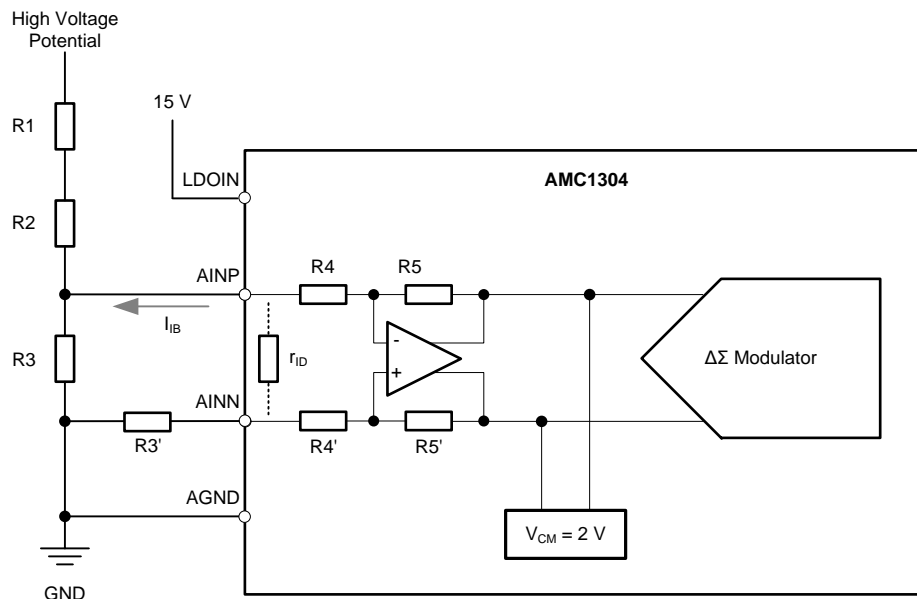 High Voltage
Potential
R1
15 V
LDOIN
AMC1304
R2
AINP
R4
R5
I_IB
R3
r_ID
-
+
ΔΣ Modulator
AINN
R3'
R4'
R5'
AGND
V_CM = 2 V
GND